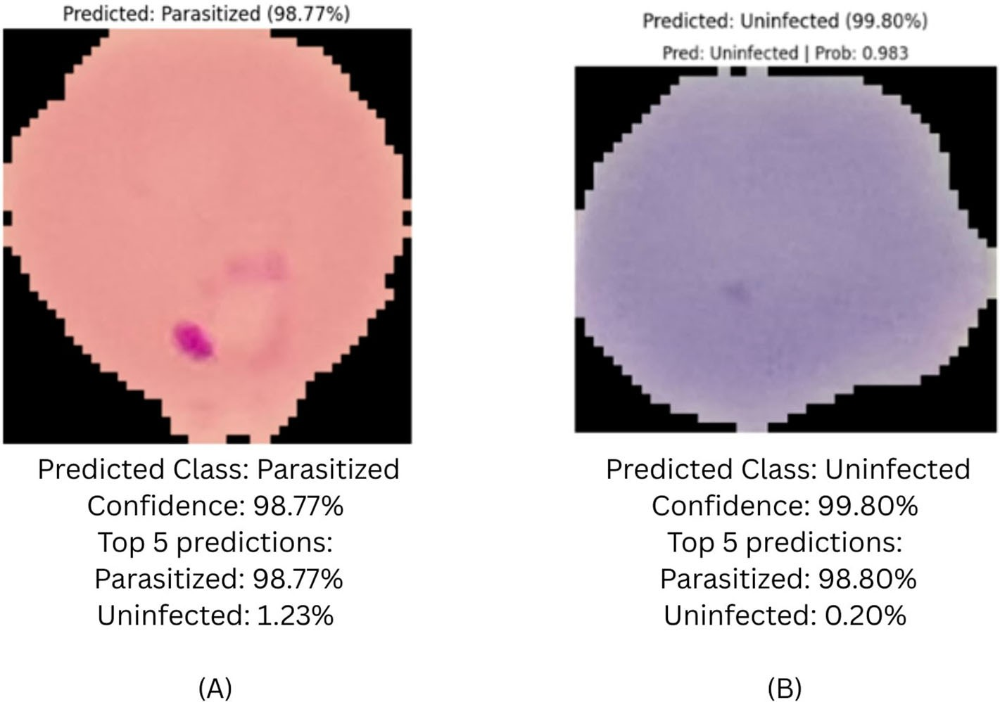 Predicted: Parasitized (98.77%)
Predicted Class: Parasitized
Confidence: 98.77%
Top 5 predictions:
Parasitized: 98.77%
Uninfected: 1.23%
(A)
Predicted: Uninfected (99.80%)
Pred: Uninfected | Prob: 0.983
Predicted Class: Uninfected
Confidence: 99.80%
Top 5 predictions:
Parasitized: 98.80%
Uninfected: 0.20%
(B)